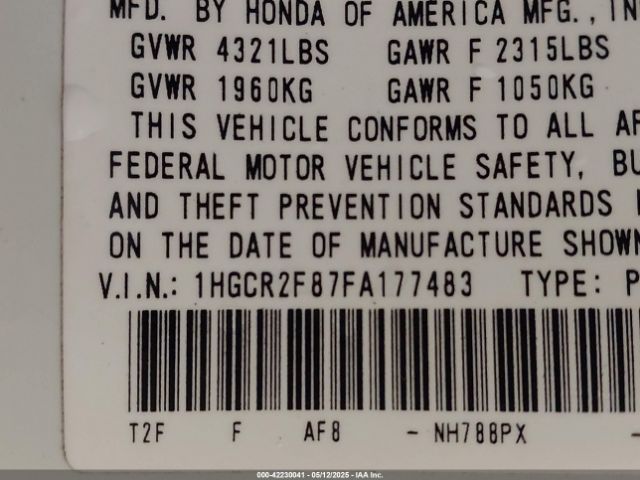 MFD. BY HONDA OF AMERICA MFG., IN
GVWR 4321LBS GAWR F 2315LBS
GVWR 1960KG GAWR F 1050KG
THIS VEHICLE CONFORMS TO ALL AP
FEDERAL MOTOR VEHICLE SAFETY, BU
AND THEFT PREVENTION STANDARDS
ON THE DATE OF MANUFACTURE SHOWN
V.I.N.: 1HGCR2F87FA177483 TYPE: P
T2F F AF8 - NH788PX -
000-42230041 - 05/12/2025 - IAA Inc.